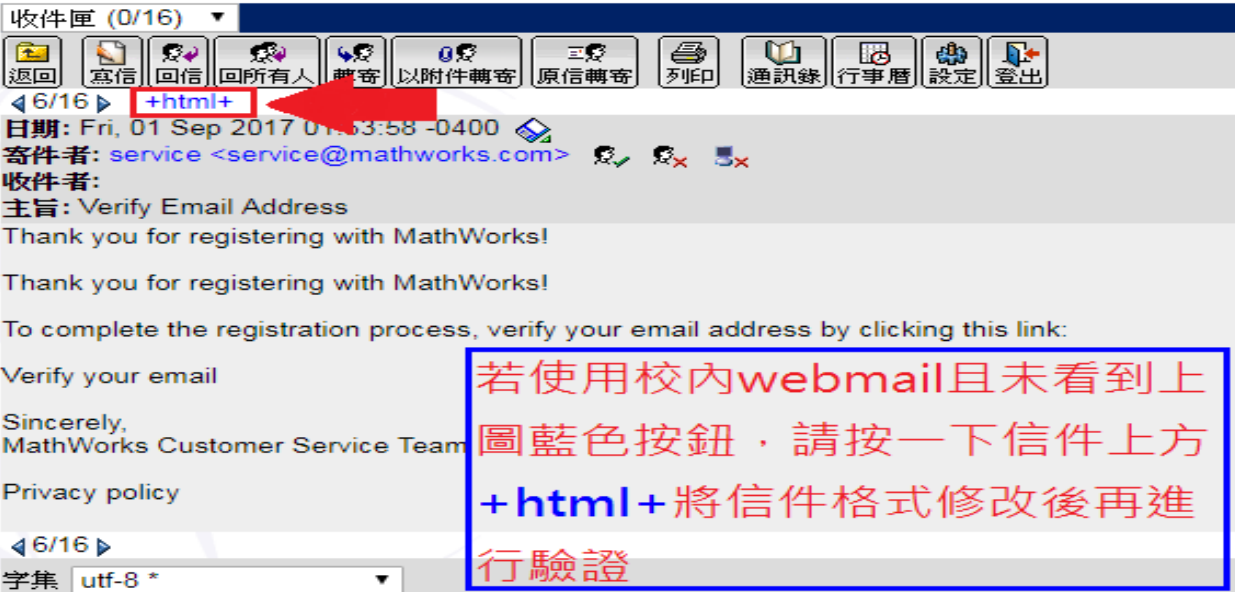 收件匣 (0/16)
返回 寫信 回信 回所有人 轉寄 以附件轉寄 原信轉寄 列印 通訊錄 行事曆 設定 登出
6/16 +html+
日期: Fri, 01 Sep 2017 01:53:58 -0400
寄件者: service <service@mathworks.com>
收件者:
主旨: Verify Email Address
Thank you for registering with MathWorks!
Thank you for registering with MathWorks!
To complete the registration process, verify your email address by clicking this link:
Verify your email
Sincerely,
MathWorks Customer Service Team
Privacy policy
若使用校內webmail且未看到上
圖藍色按鈕，請按一下信件上方
+html+將信件格式修改後再進
行驗證
6/16
字集 utf-8 *